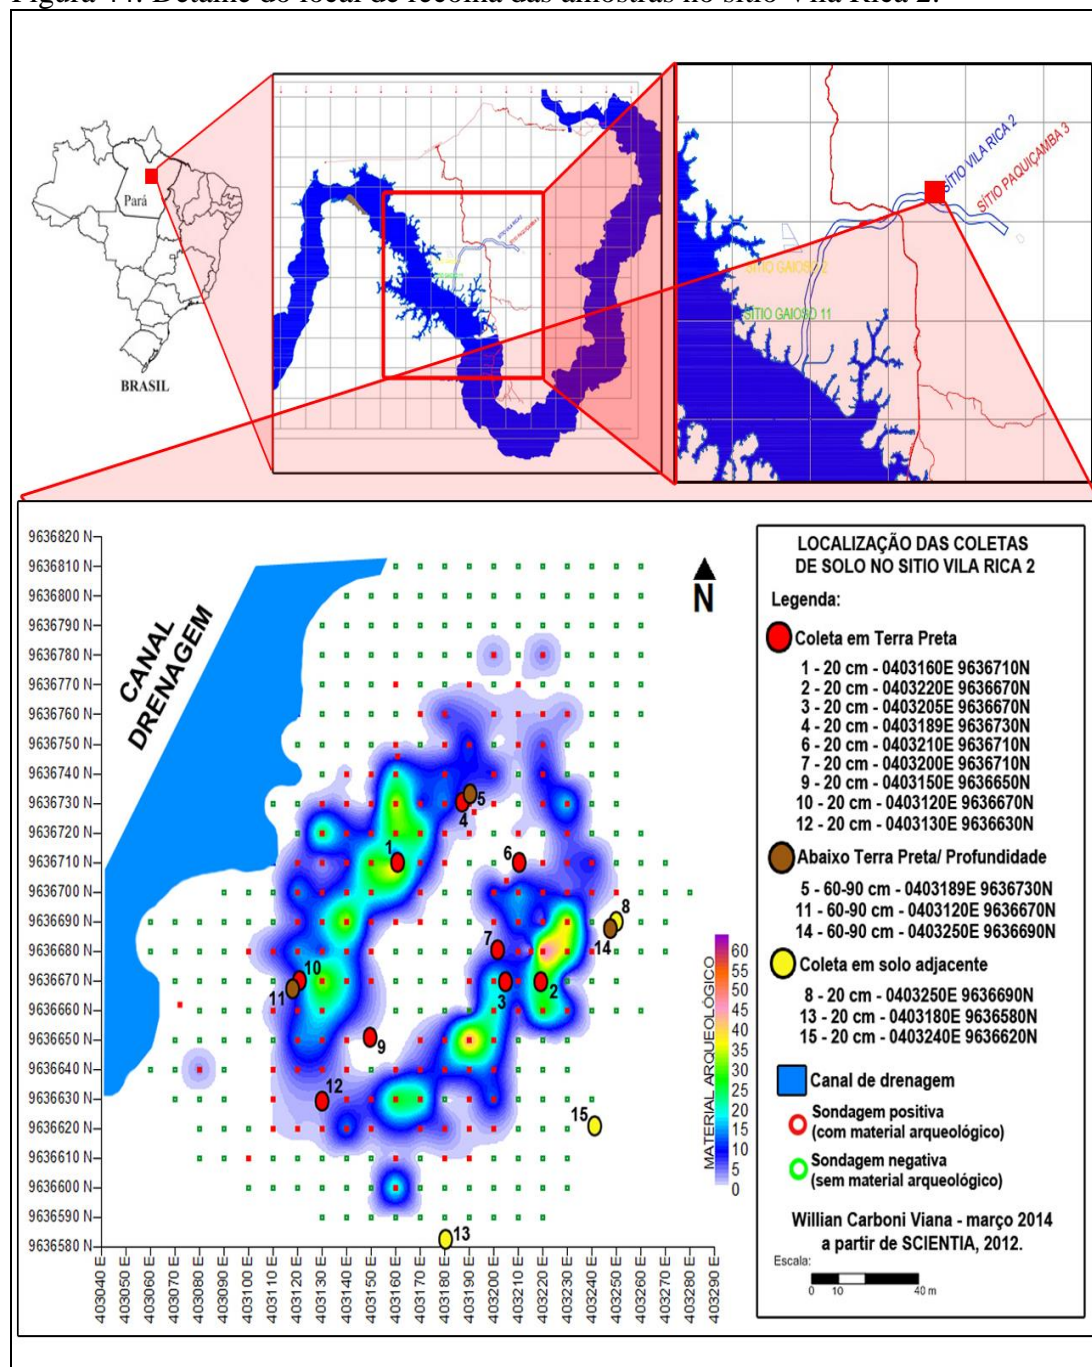 Figura 44: Detalhe do local de recolha das amostras no sítio Vila Rica 2.
Pará
BRASIL
SÍTIO VILA RICA 2
SÍTIO PAQUIÇAMBA 3
SÍTIO GAIOSO 2
SÍTIO GAIOSO 11
9636820 N
9636810 N
9636800 N
9636790 N
9636780 N
9636770 N
9636760 N
9636750 N
9636740 N
9636730 N
9636720 N
9636710 N
9636700 N
9636690 N
9636680 N
9636670 N
9636660 N
9636650 N
9636640 N
9636630 N
9636620 N
9636610 N
9636600 N
9636590 N
9636580 N
CANAL
DRENAGEM
N
5
4
1
6
8
14
7
10
11
3
2
9
12
15
13
MATERIAL ARQUEOLÓGICO
60
55
50
45
40
35
30
25
20
15
10
5
0
403040 E
403050 E
403060 E
403070 E
403080 E
403090 E
403100 E
403110 E
403120 E
403130 E
403140 E
403150 E
403160 E
403170 E
403180 E
403190 E
403200 E
403210 E
403220 E
403230 E
403240 E
403250 E
403260 E
403270 E
403280 E
403290 E
LOCALIZAÇÃO DAS COLETAS
DE SOLO NO SITIO VILA RICA 2
Legenda:
Coleta em Terra Preta
1 - 20 cm - 0403160E 9636710N
2 - 20 cm - 0403220E 9636670N
3 - 20 cm - 0403205E 9636670N
4 - 20 cm - 0403189E 9636730N
6 - 20 cm - 0403210E 9636710N
7 - 20 cm - 0403200E 9636710N
9 - 20 cm - 0403150E 9636650N
10 - 20 cm - 0403120E 9636670N
12 - 20 cm - 0403130E 9636630N
Abaixo Terra Preta/ Profundidade
5 - 60-90 cm - 0403189E 9636730N
11 - 60-90 cm - 0403120E 9636670N
14 - 60-90 cm - 0403250E 9636690N
Coleta em solo adjacente
8 - 20 cm - 0403250E 9636690N
13 - 20 cm - 0403180E 9636580N
15 - 20 cm - 0403240E 9636620N
Canal de drenagem
Sondagem positiva
(com material arqueológico)
Sondagem negativa
(sem material arqueológico)
Willian Carboni Viana - março 2014
a partir de SCIENTIA, 2012.
Escala:
0 10 40 m